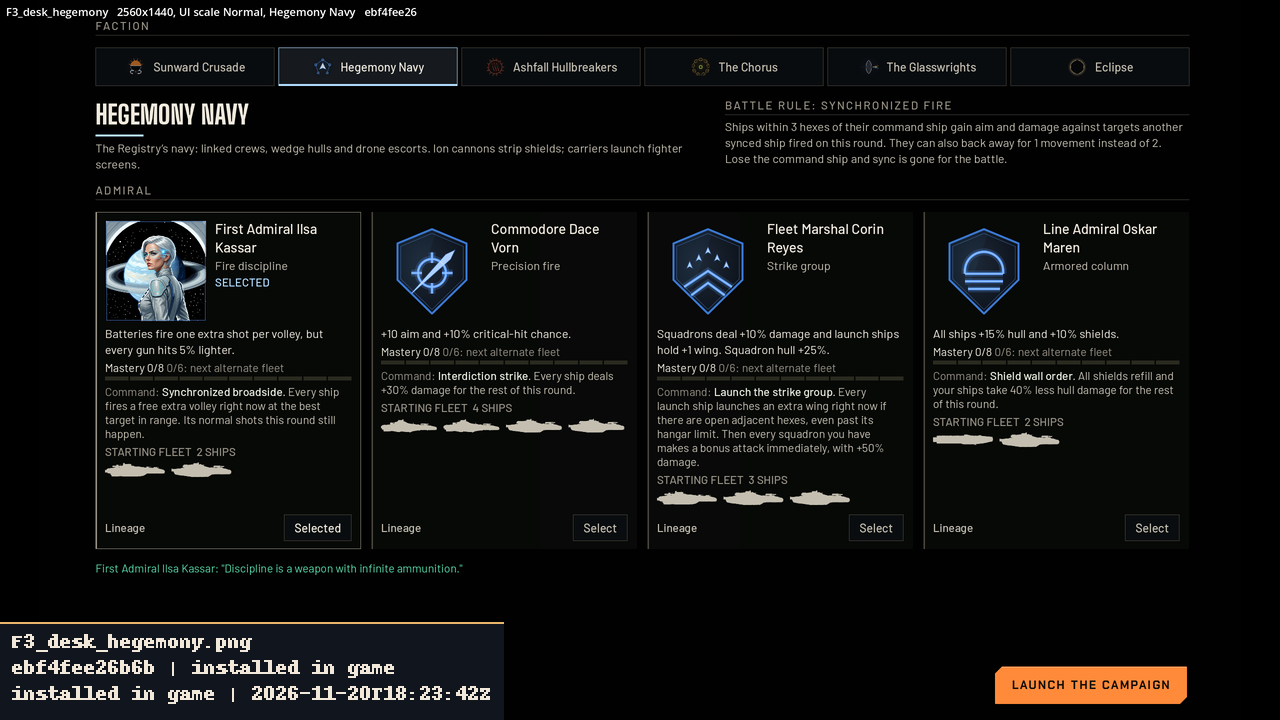 F3_desk_hegemony 2560x1440, UI scale Normal, Hegemony Navy ebf4fee26
FACTION
Sunward Crusade
Hegemony Navy
Ashfall Hullbreakers
The Chorus
The Glasswrights
Eclipse
HEGEMONY NAVY
The Registry's navy: linked crews, wedge hulls and drone escorts. Ion cannons strip shields; carriers launch fighter
screens.
BATTLE RULE: SYNCHRONIZED FIRE
Ships within 3 hexes of their command ship gain aim and damage against targets another
synced ship fired on this round. They can also back away for 1 movement instead of 2.
Lose the command ship and sync is gone for the battle.
ADMIRAL
First Admiral Ilsa
Kassar
Fire discipline
SELECTED
Batteries fire one extra shot per volley, but
every gun hits 5% lighter.
Mastery 0/8 0/6: next alternate fleet
Command: Synchronized broadside. Every ship
fires a free extra volley right now at the best
target in range. Its normal shots this round still
happen.
STARTING FLEET 2 SHIPS
Lineage
Selected
Commodore Dace
Vorn
Precision fire
+10 aim and +10% critical-hit chance.
Mastery 0/8 0/6: next alternate fleet
Command: Interdiction strike. Every ship deals
+30% damage for the rest of this round.
STARTING FLEET 4 SHIPS
Lineage
Select
Fleet Marshal Corin
Reyes
Strike group
Squadrons deal +10% damage and launch ships
hold +1 wing. Squadron hull +25%.
Mastery 0/8 0/6: next alternate fleet
Command: Launch the strike group. Every
launch ship launches an extra wing right now if
there are open adjacent hexes, even past its
hangar limit. Then every squadron you have
makes a bonus attack immediately, with +50%
damage.
STARTING FLEET 3 SHIPS
Lineage
Select
Line Admiral Oskar
Maren
Armored column
All ships +15% hull and +10% shields.
Mastery 0/8 0/6: next alternate fleet
Command: Shield wall order. All shields refill and
your ships take 40% less hull damage for the rest
of this round.
STARTING FLEET 2 SHIPS
Lineage
Select
First Admiral Ilsa Kassar: "Discipline is a weapon with infinite ammunition."
F3_desk_hegemony.png
ebf4fee26b6b | installed in game
installed in game | 2026-11-20T18:23:42Z
LAUNCH THE CAMPAIGN